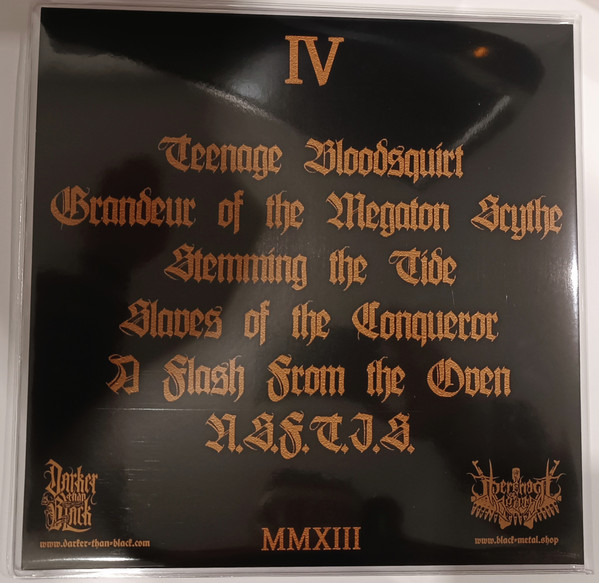 IV
Teenage Bloodsquirt
Grandeur of the Megaton Scythe
Stemming the Tide
Slaves of the Conqueror
A Flash From the Oven
N.S.F.T.I.S.
Darker
Than
Black
www.darker-than-black.com
MMXIII
www.black-metal.shop